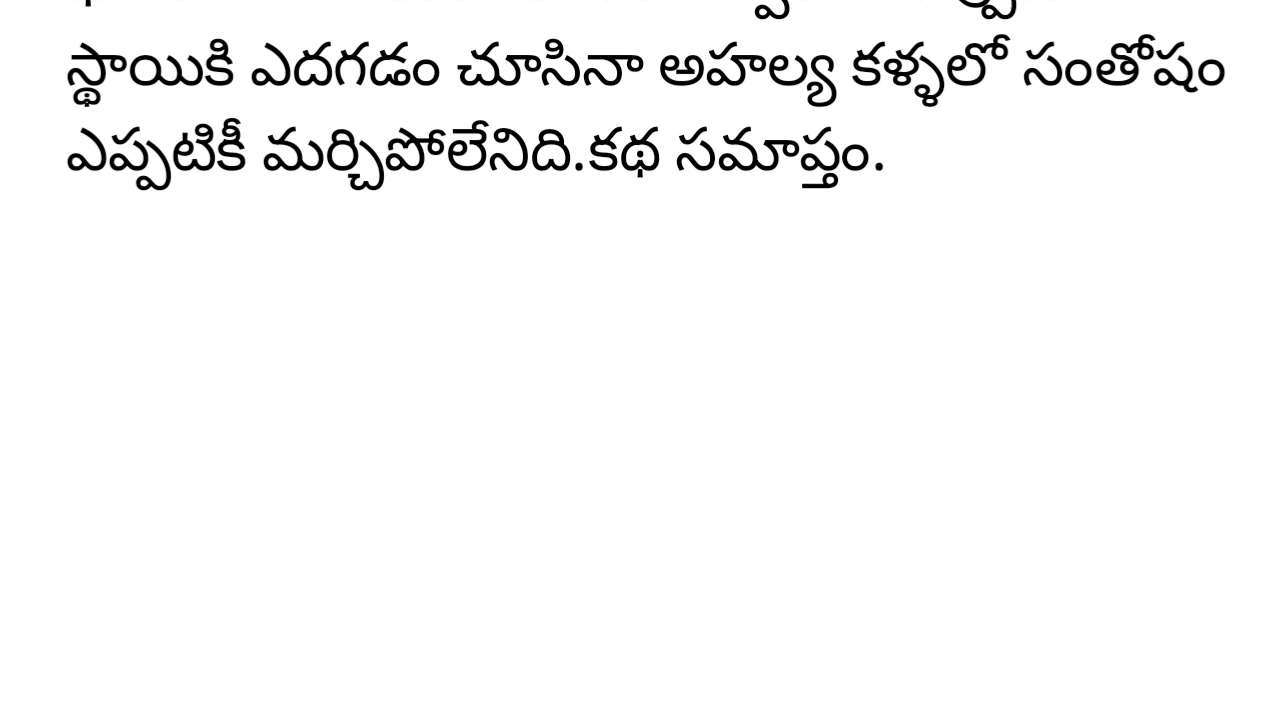 స్థాయికి ఎదగడం చూసినా అహల్య కళ్ళలో సంతోషం
ఎప్పటికీ మర్చిపోలేనిది.కథ సమాప్తం.